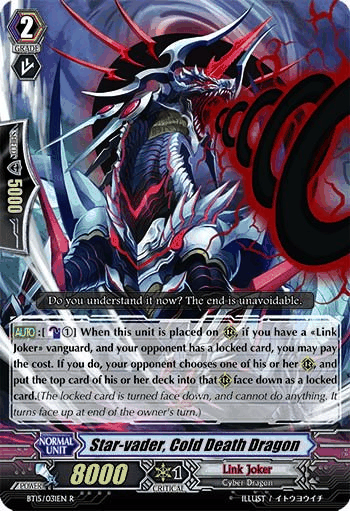 2
GRADE
SHIELD
5000
Do you understand it now? The end is unavoidable.
AUTO :[ ①] When this unit is placed on , if you have a «Link
Joker» vanguard, and your opponent has a locked card, you may
pay the cost. If you do, your opponent chooses one of his or her , and
put the top card of his or her deck into that face down as a locked
card.(The locked card is turned face down, and cannot do anything. It
turns face up at end of the owner's turn.)
NORMAL
UNIT
Star-vader, Cold Death Dragon
POWER
8000
1
CRITICAL
Link Joker
Cyber Dragon
BT15/031EN R
ILLUST / イトウヨウイチ